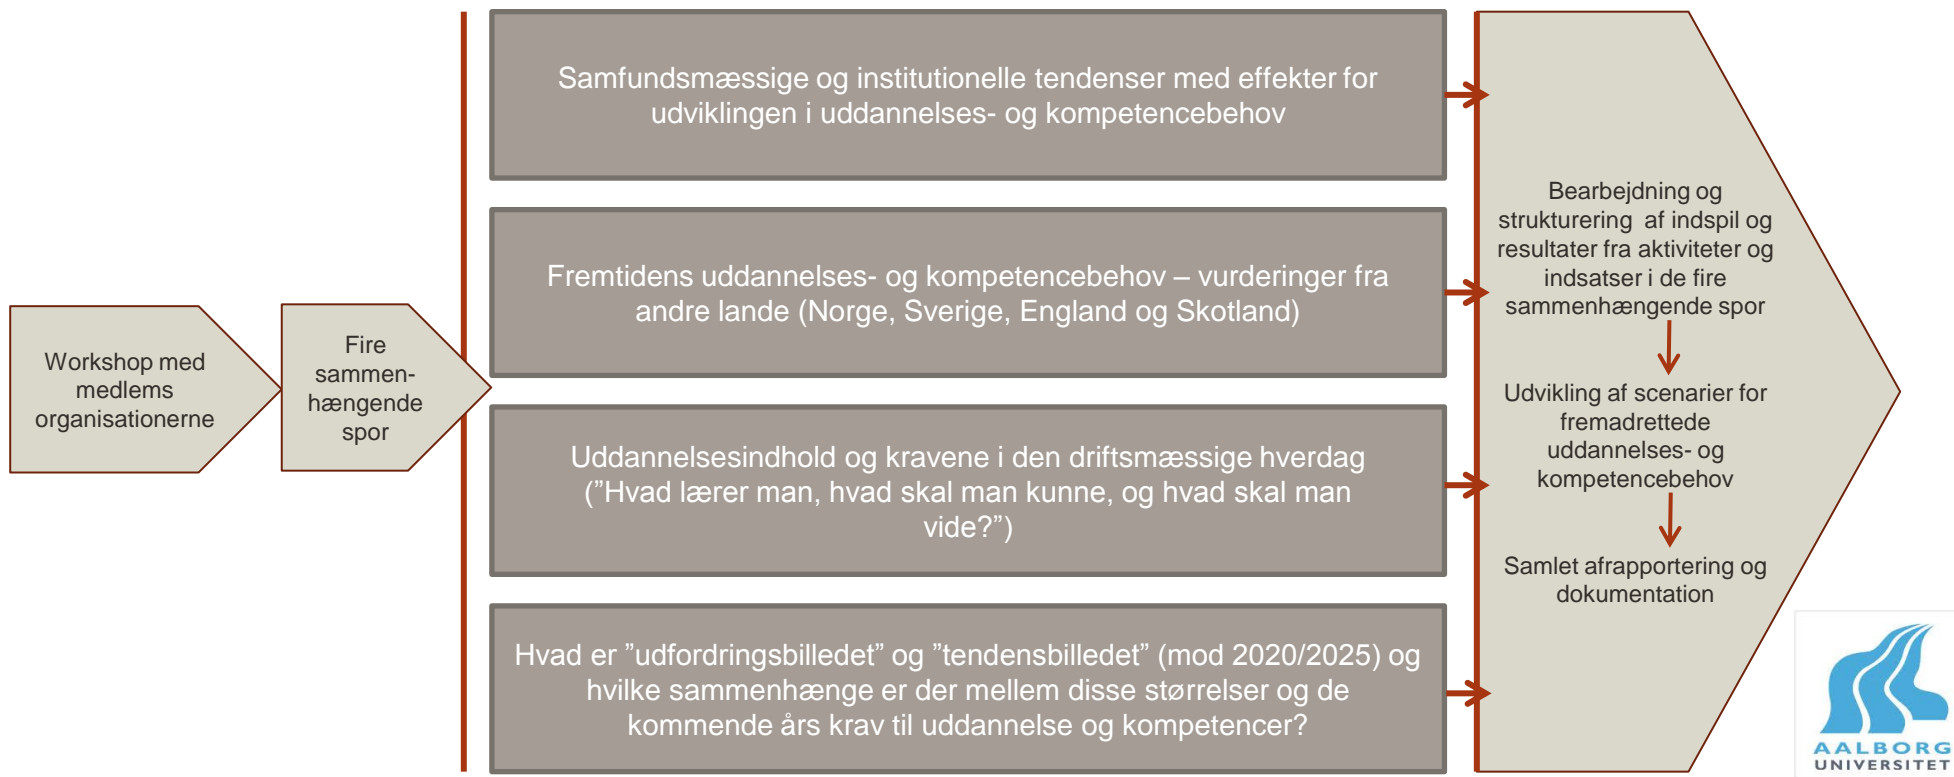 Workshop med
medlems
organisationerne
Fire
sammen-
hængende
spor
Samfundsmæssige og institutionelle tendenser med effekter for
udviklingen i uddannelses- og kompetencebehov
Fremtidens uddannelses- og kompetencebehov – vurderinger fra
andre lande (Norge, Sverige, England og Skotland)
Uddannelsesindhold og kravene i den driftsmæssige hverdag
(”Hvad lærer man, hvad skal man kunne, og hvad skal man
vide?”)
Hvad er ”udfordringsbilledet” og ”tendensbilledet” (mod 2020/2025) og
hvilke sammenhænge er der mellem disse størrelser og de
kommende års krav til uddannelse og kompetencer?
Bearbejdning og
strukturering af indspil og
resultater fra aktiviteter og
indsatser i de fire
sammenhængende spor
Udvikling af scenarier for
fremadrettede
uddannelses- og
kompetencebehov
Samlet afrapportering og
dokumentation
AALBORG
UNIVERSITET